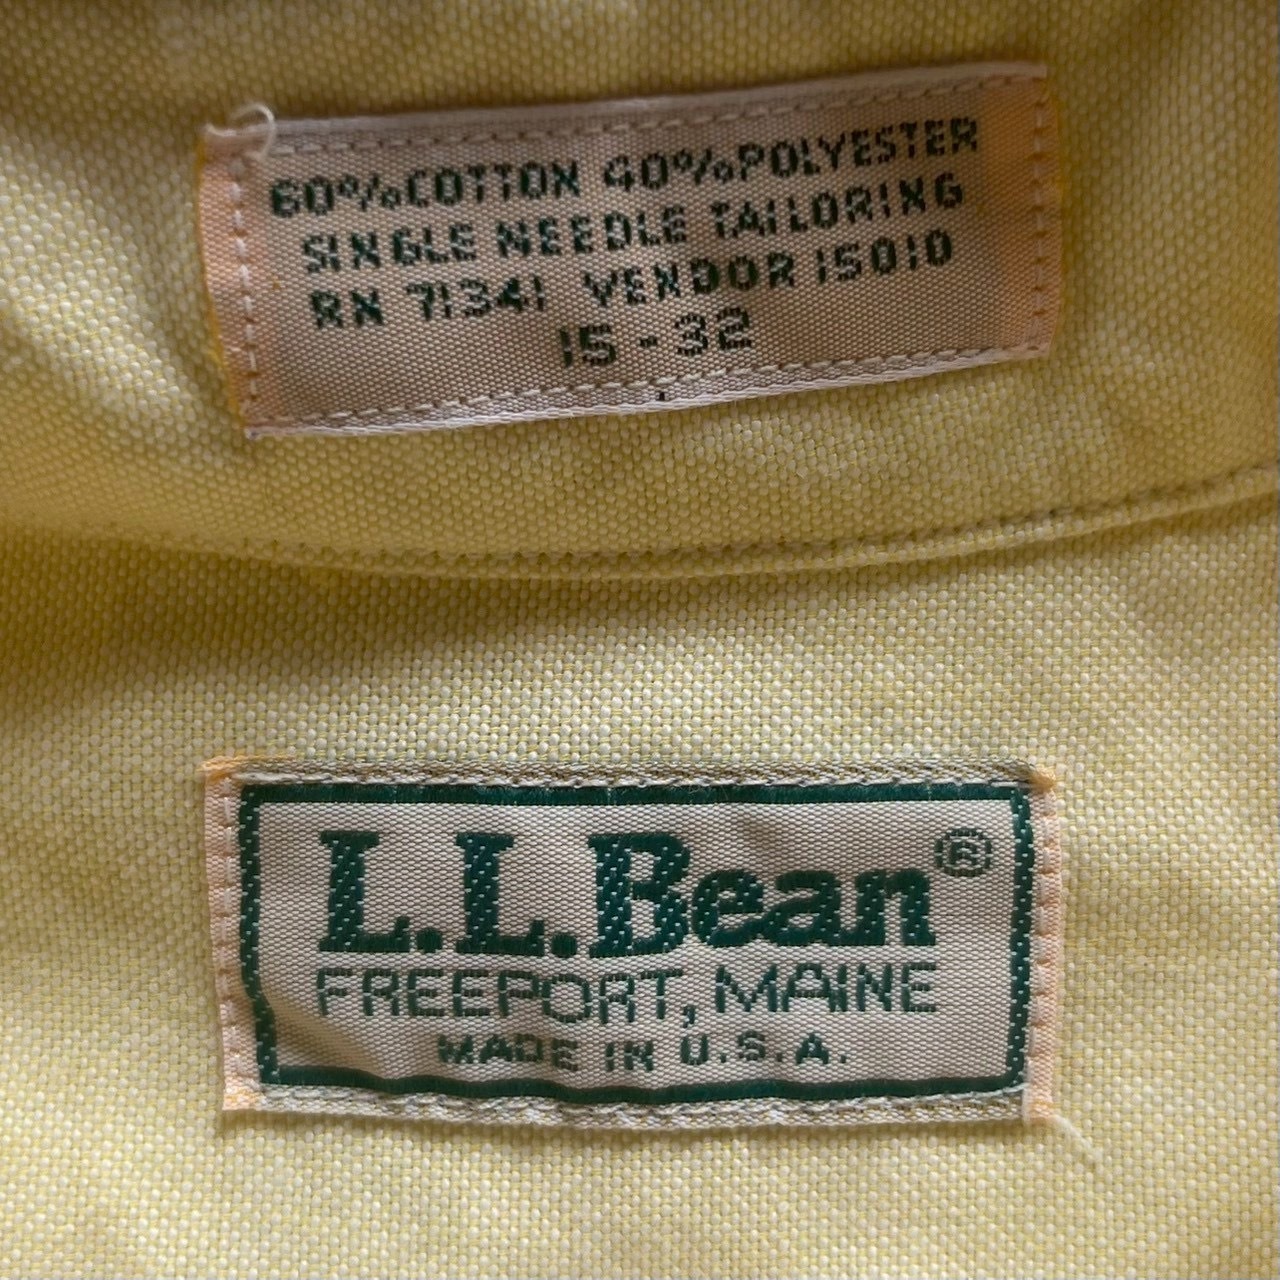 60%COTTON 40%POLYESTER
SINGLE NEEDLE TAILORING
RN 71341 VENDOR 15010
15-32
L.L.Bean®
FREEPORT, MAINE
MADE IN U.S.A.